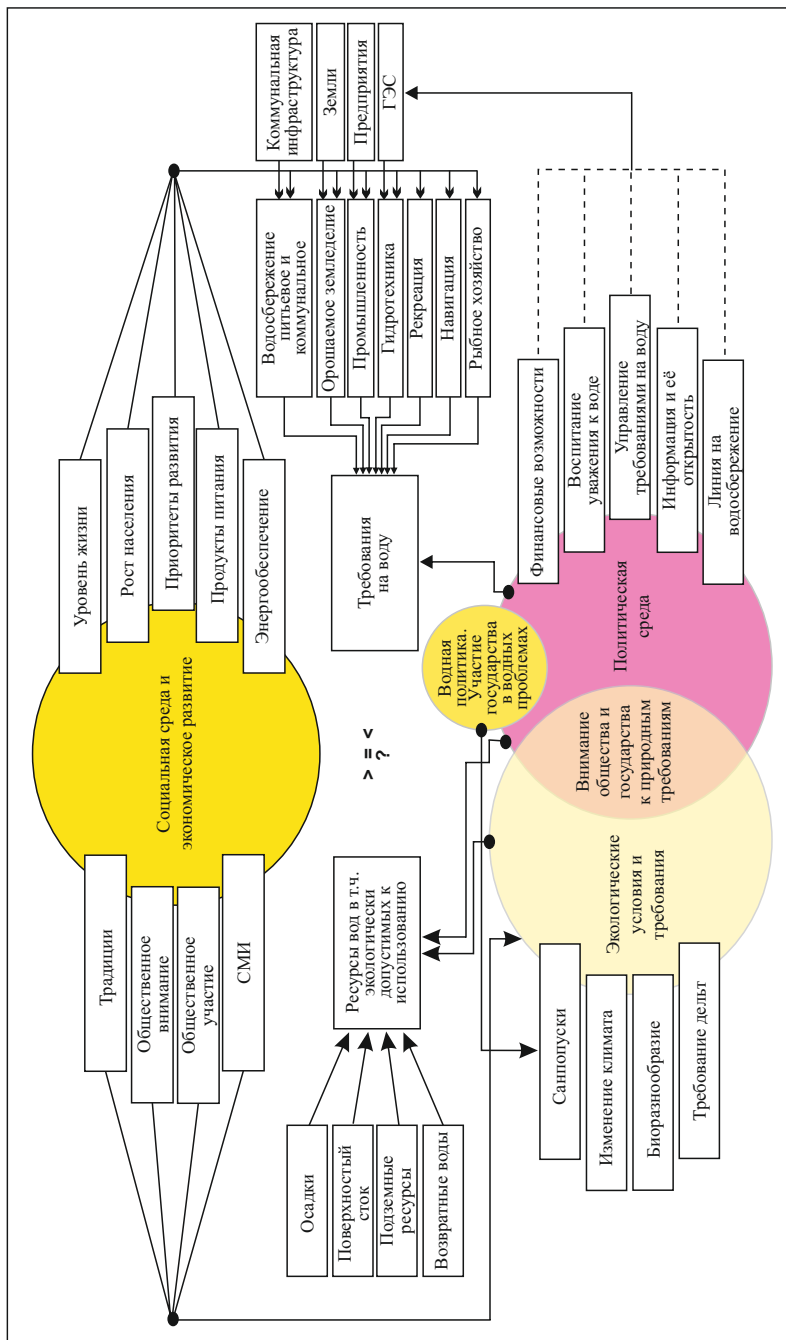 Традиции
Общественное
внимание
Общественное
участие
СМИ
Социальная среда и
экономическое развитие
Уровень жизни
Рост населения
Приоритеты развития
Продукты питания
Энергообеспечение
Осадки
Поверхностый
сток
Подземные
ресурсы
Возвратные воды
Ресурсы вод в т.ч.
экологически
допустимых к
использованию
> = <
?
Требования
на воду
Водосбережение
питьевое и
коммунальное
Орошаемое земледелие
Промышленность
Гидротехника
Рекреация
Навигация
Рыбное хозяйство
Коммунальная
инфраструктура
Земли
Предприятия
ГЭС
Санпопуски
Изменение климата
Биоразнообразие
Требование дельт
Экологические
условия и
требования
Внимание
общества и
государства
к природным
требованиям
Водная
политика.
Участие
государства
в водных
проблемах
Политическая
среда
Финансовые возможности
Воспитание
уважения к воде
Управление
требованиями на воду
Информация и её
открытость
Линия на
водосбережение